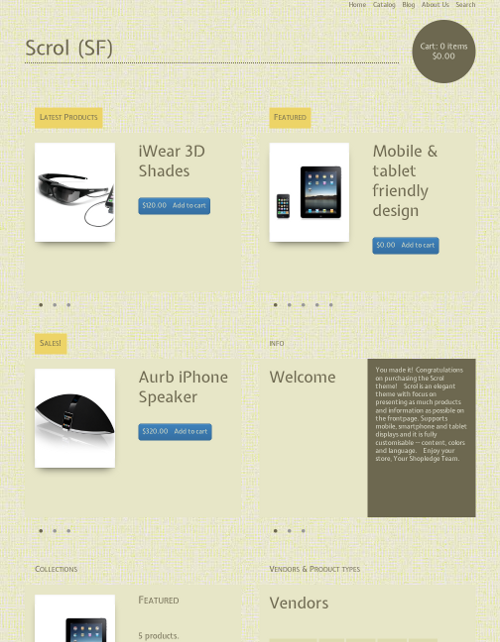 Home Catalog Blog About Us Search
Scrol (SF)
Cart: 0 items
$0.00
Latest Products
iWear 3D
Shades
$120.00 Add to cart
Featured
Mobile &
tablet
friendly
design
$0.00 Add to cart
Sales!
Aurb iPhone
Speaker
$320.00 Add to cart
info
Welcome
You made it! Congratulations
on purchasing the Scrol
theme! Scrol is an elegant
theme with focus on
presenting as much products
and information as possible on
the frontpage. Supports
mobile, smartphone and tablet
displays and it is fully
customisable — content, colors
and language. Enjoy your
store, Your Shopledge Team.
Collections
Featured
5 products.
Vendors & Product types
Vendors